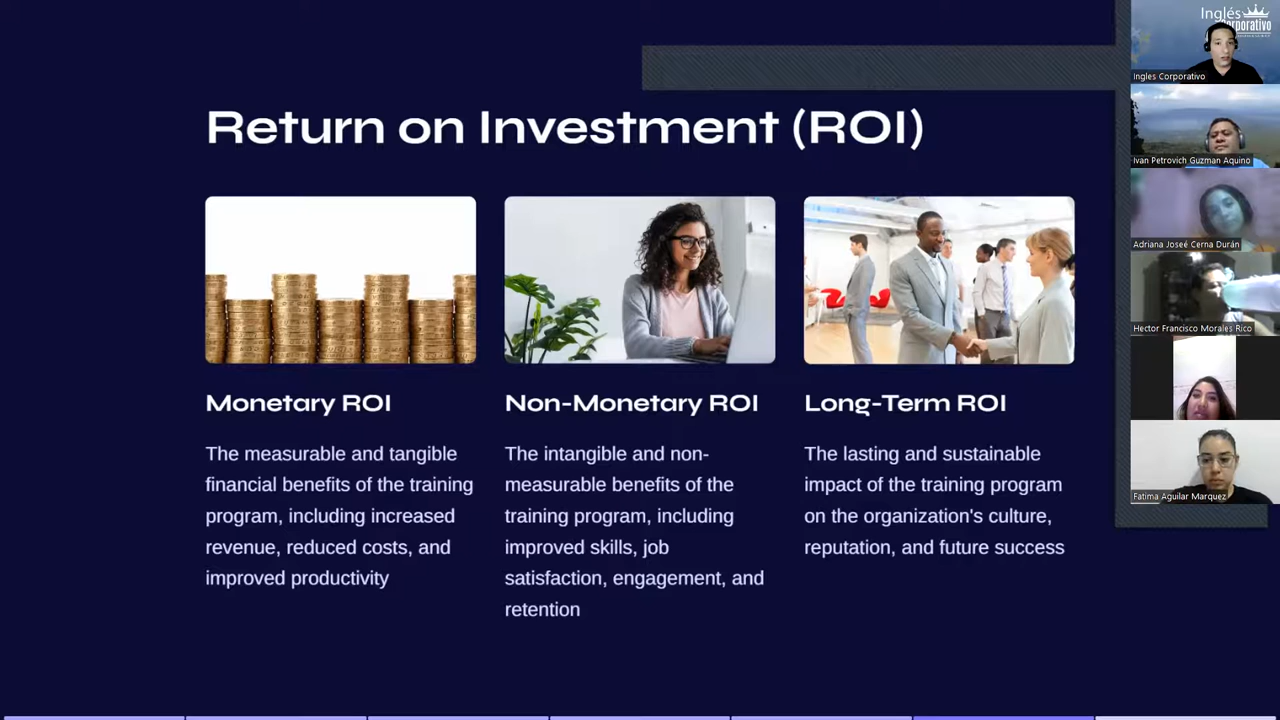 Return on Investment (ROI)
Monetary ROI
The measurable and tangible
financial benefits of the training
program, including increased
revenue, reduced costs, and
improved productivity
Non-Monetary ROI
The intangible and non-
measurable benefits of the
training program, including
improved skills, job
satisfaction, engagement, and
retention
Long-Term ROI
The lasting and sustainable
impact of the training program
on the organization's culture,
reputation, and future success
Inglés
Corporativo
Ingles Corporativo
Ivan Petrovich Guzman Aquino
Adriana Joseé Cerna Durán
Hector Francisco Morales Rico
Fatima Aguilar Marquez